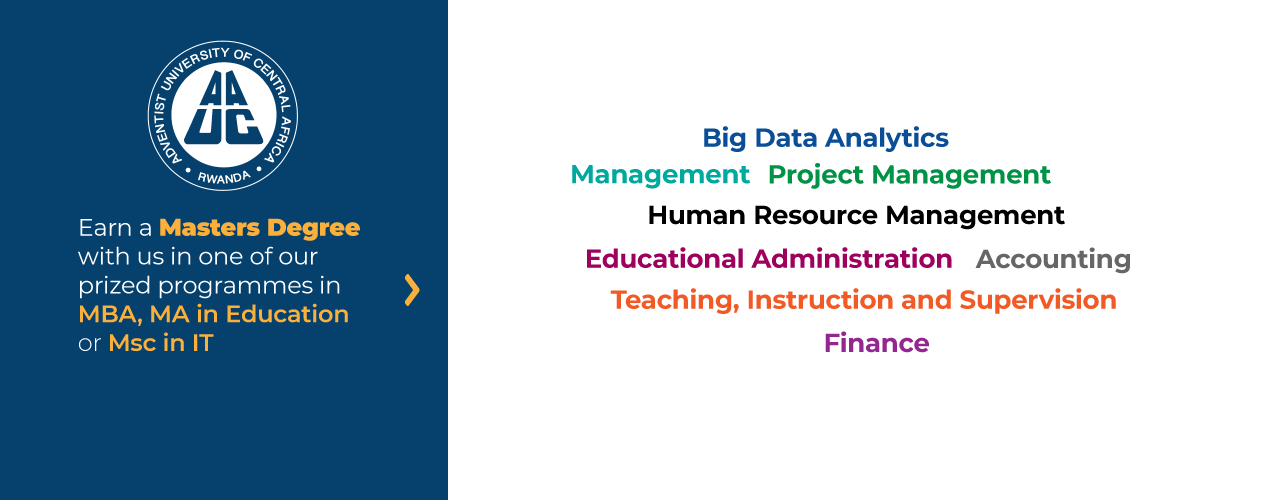 ADVENTIST UNIVERSITY OF CENTRAL AFRICA
• RWANDA •
AAUC
Earn a Masters Degree
with us in one of our
prized programmes in
MBA, MA in Education
or Msc in IT
Big Data Analytics
Management Project Management
Human Resource Management
Educational Administration Accounting
Teaching, Instruction and Supervision
Finance